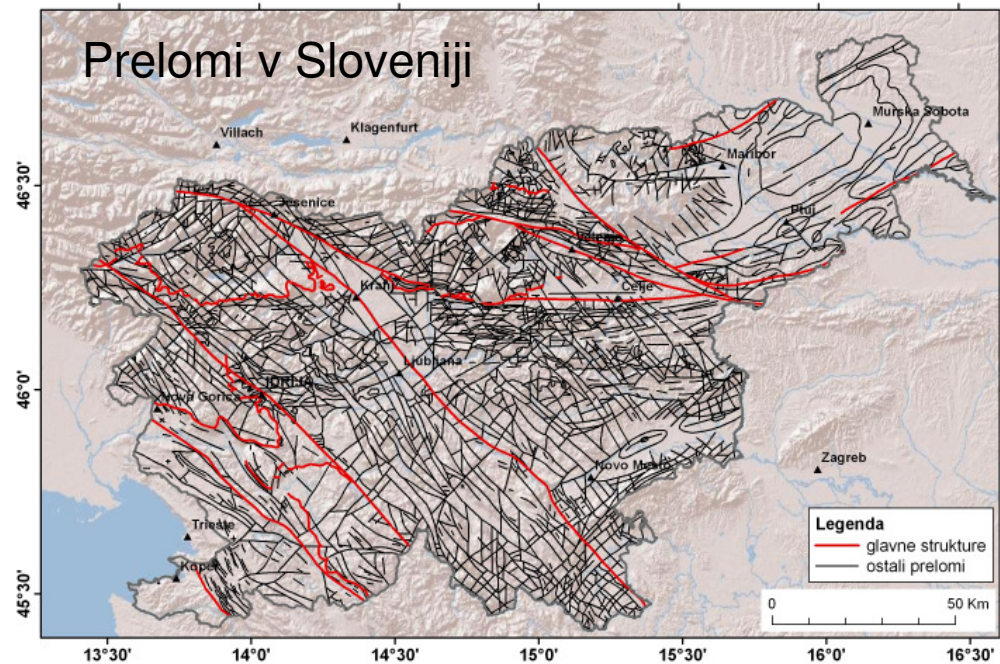 Prelomi v Sloveniji
Villach
Klagenfurt
Murska Sobota
Maribor
Jesenice
Ptuj
Velenje
Kranj
Celje
Ljubljana
IDRIJA
Nova Gorica
Novo Mesto
Zagreb
Trieste
Koper
Legenda
glavne strukture
ostali prelomi
0 50 Km
46°30'
46°0'
45°30'
13°30' 14°0' 14°30' 15°0' 15°30' 16°0' 16°30'